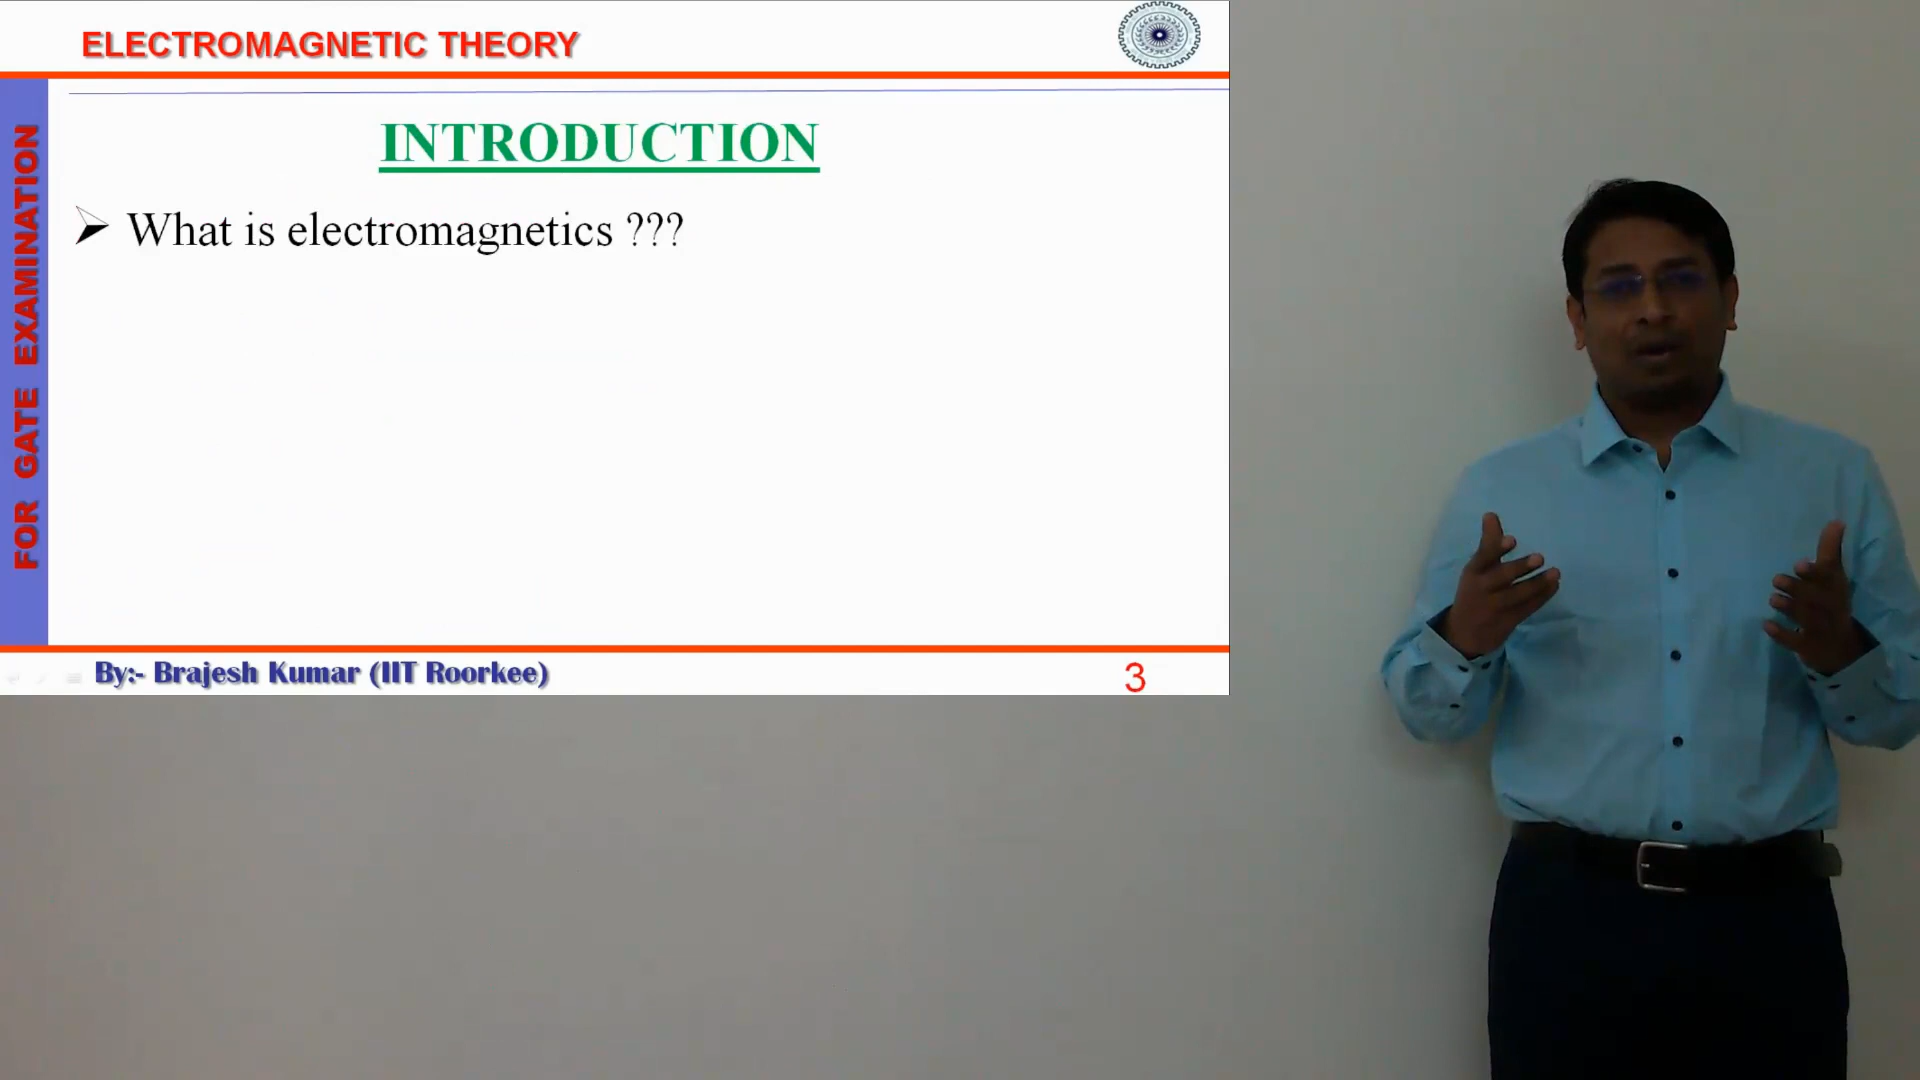 ELECTROMAGNETIC THEORY
FOR GATE EXAMINATION
INTRODUCTION
What is electromagnetics ???
By:- Brajesh Kumar (IIT Roorkee)
3